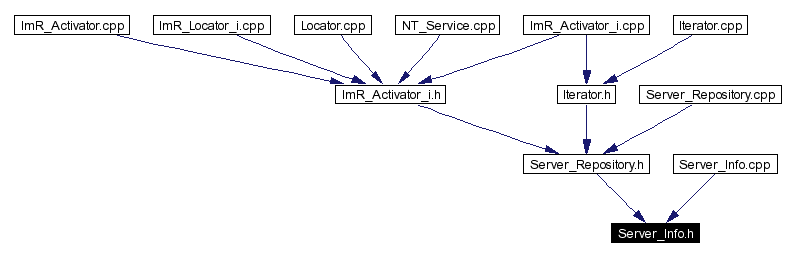 ImR_Activator.cpp
ImR_Locator_i.cpp
Locator.cpp
NT_Service.cpp
ImR_Activator_i.cpp
Iterator.cpp
ImR_Activator_i.h
Iterator.h
Server_Repository.cpp
Server_Repository.h
Server_Info.cpp
Server_Info.h